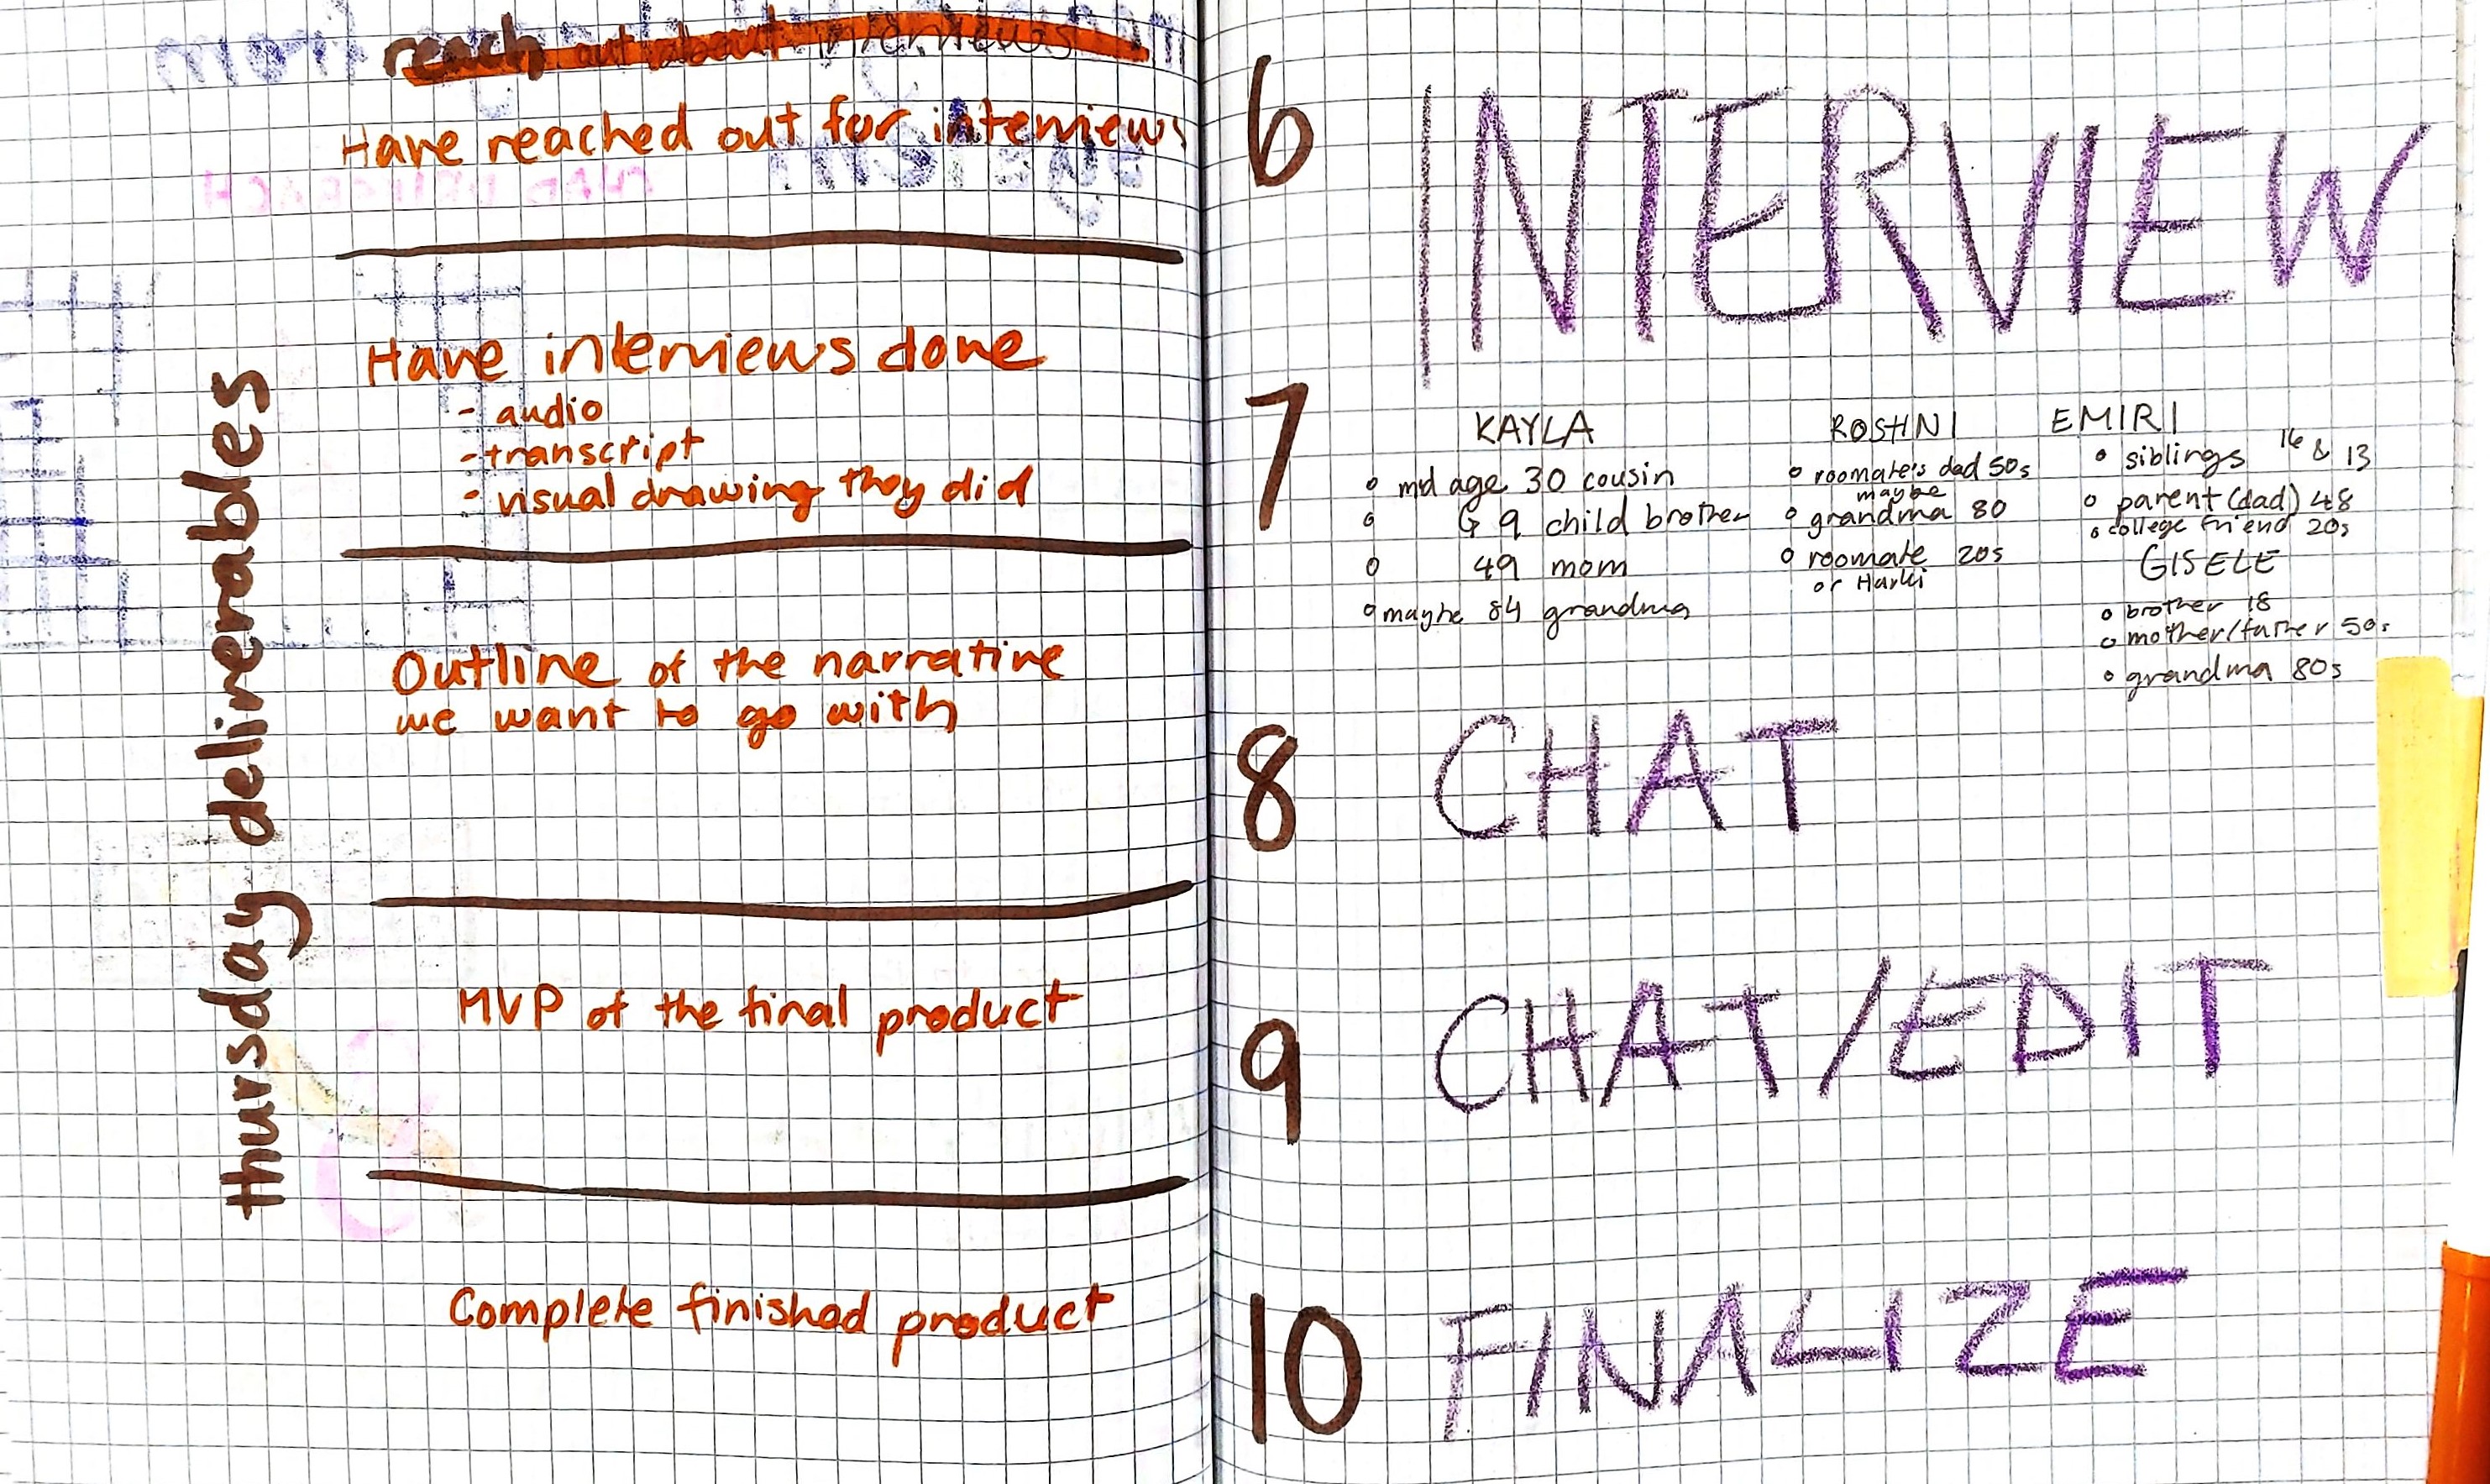 reach out about interviews
Have reached out for interviews
thursday deliverables
Have interviews done
- audio
- transcript
- visual drawing they did
Outline of the narrative
we want to go with
MVP of the final product
Complete finished product
6
INTERVIEW
7
KAYLA
mid age 30 cousin
G 9 child brother
49 mom
maybe 84 grandma
ROSHNI
roomate's dad 50s
maybe
grandma 80
roomate 20s
or Harki
EMIRI
siblings 16 & 13
parent (dad) 48
college friend 20s
GISELE
brother 18
mother/father 50s
grandma 80s
8
CHAT
9
CHAT/EDIT
10
FINALIZE